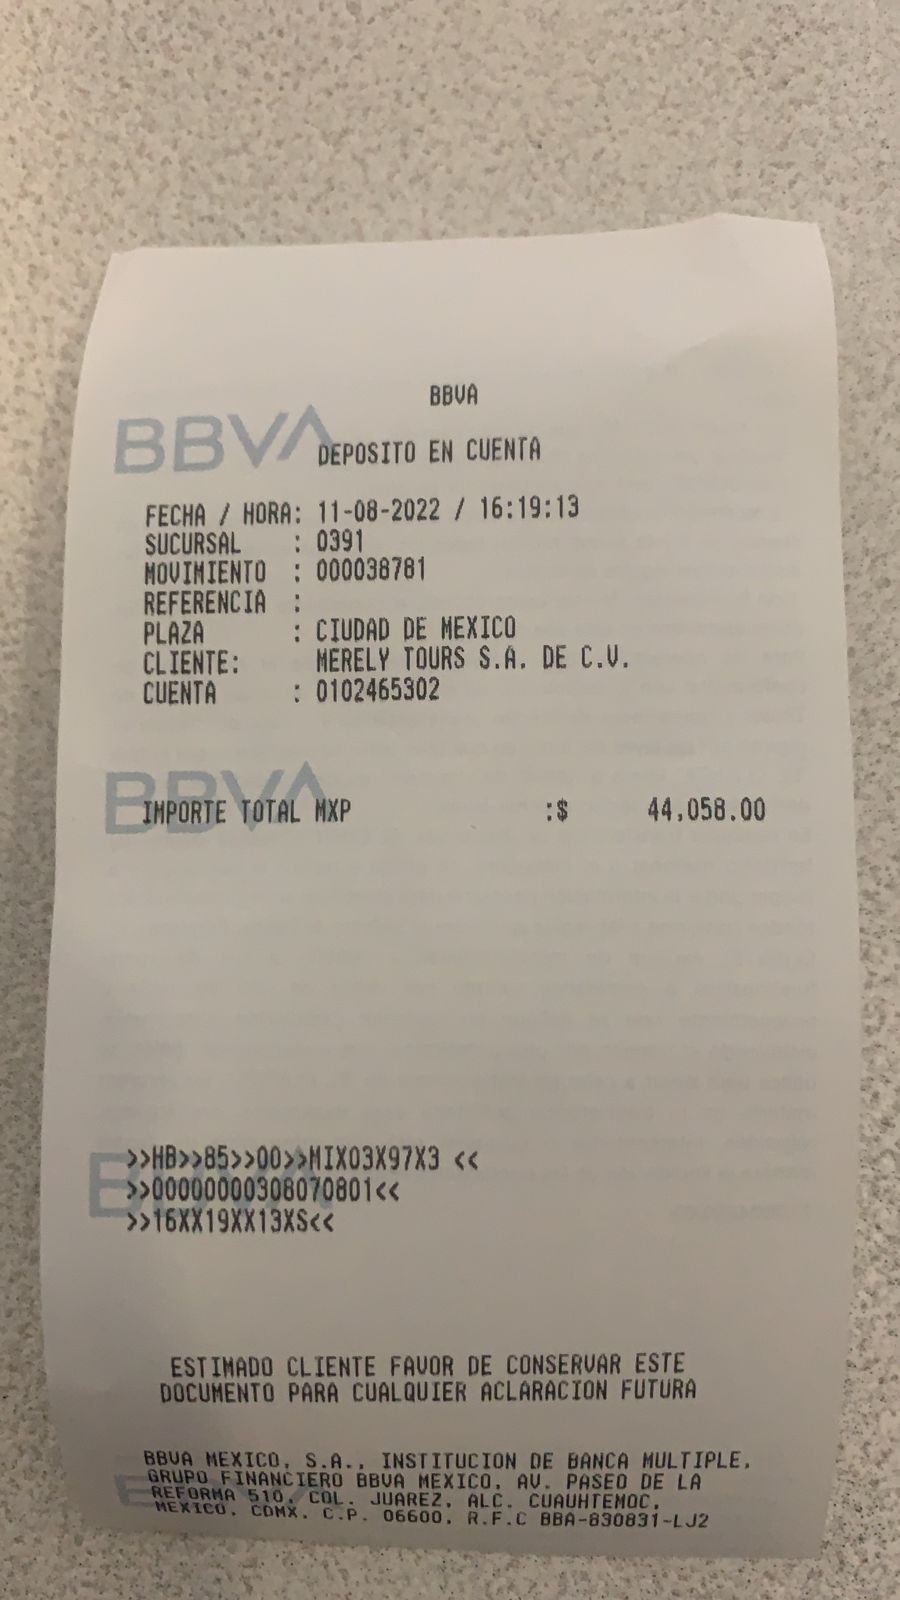 BBVA
BBVA
DEPOSITO EN CUENTA
FECHA / HORA: 11-08-2022 / 16:19:13
SUCURSAL : 0391
MOVIMIENTO : 000038781
REFERENCIA :
PLAZA : CIUDAD DE MEXICO
CLIENTE: MERELY TOURS S.A. DE C.V.
CUENTA : 0102465302
BBVA
IMPORTE TOTAL MXP :$ 44,058.00
>>HB>>85>>00>>MIX03X97X3 <<
>>00000000308070801<<
>>16XX19XX13XS<<
ESTIMADO CLIENTE FAVOR DE CONSERVAR ESTE
DOCUMENTO PARA CUALQUIER ACLARACION FUTURA
BBVA MEXICO, S.A., INSTITUCION DE BANCA MULTIPLE,
GRUPO FINANCIERO BBVA MEXICO, AV. PASEO DE LA
REFORMA 510, COL. JUAREZ, ALC. CUAUHTEMOC,
MEXICO, CDMX, C.P. 06600, R.F.C BBA-830831-LJ2